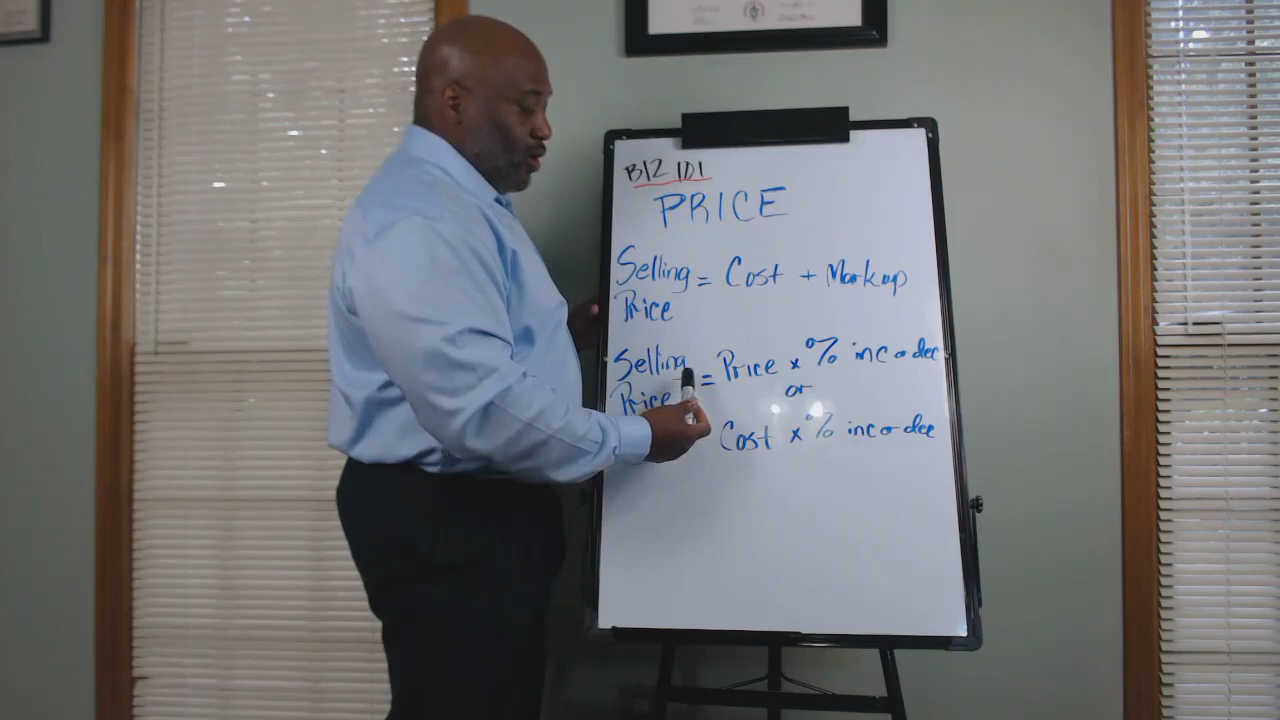 BIZ 101
PRICE
Selling = Cost + Markup
Price
Selling = Price x % inc or dec
Price or
Cost x % inc or dec